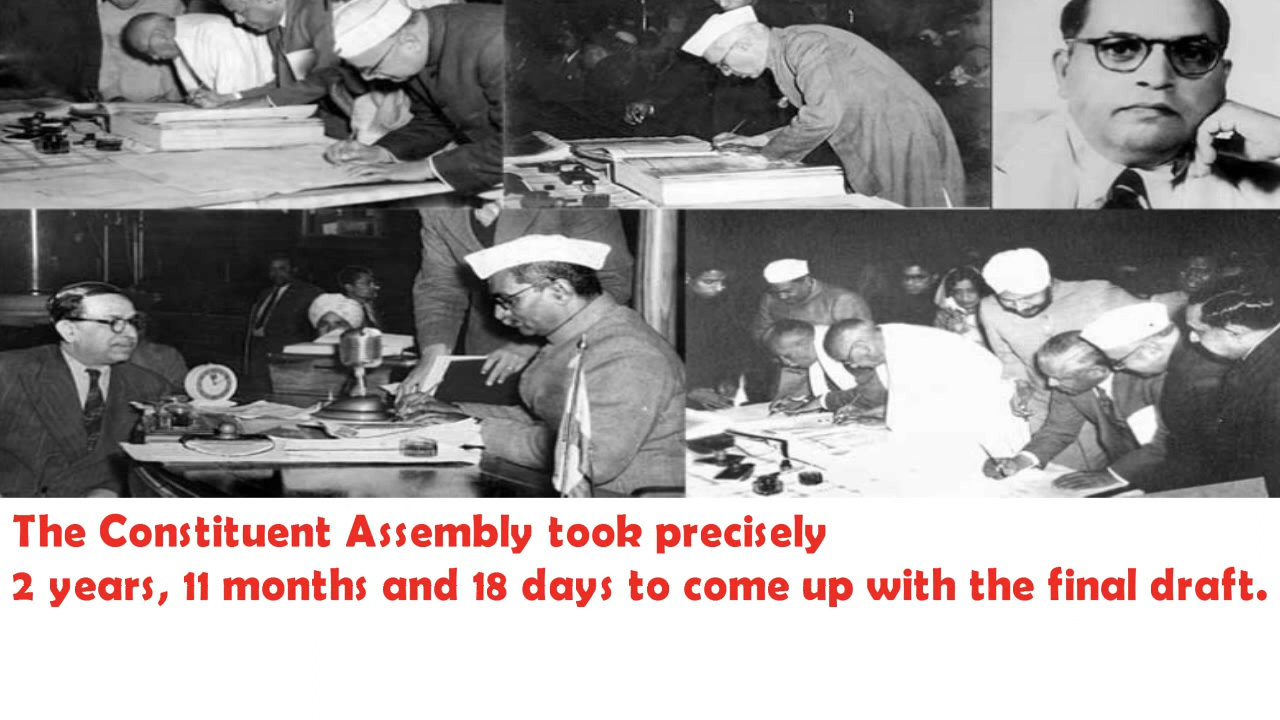 The Constituent Assembly took precisely
2 years, 11 months and 18 days to come up with the final draft.